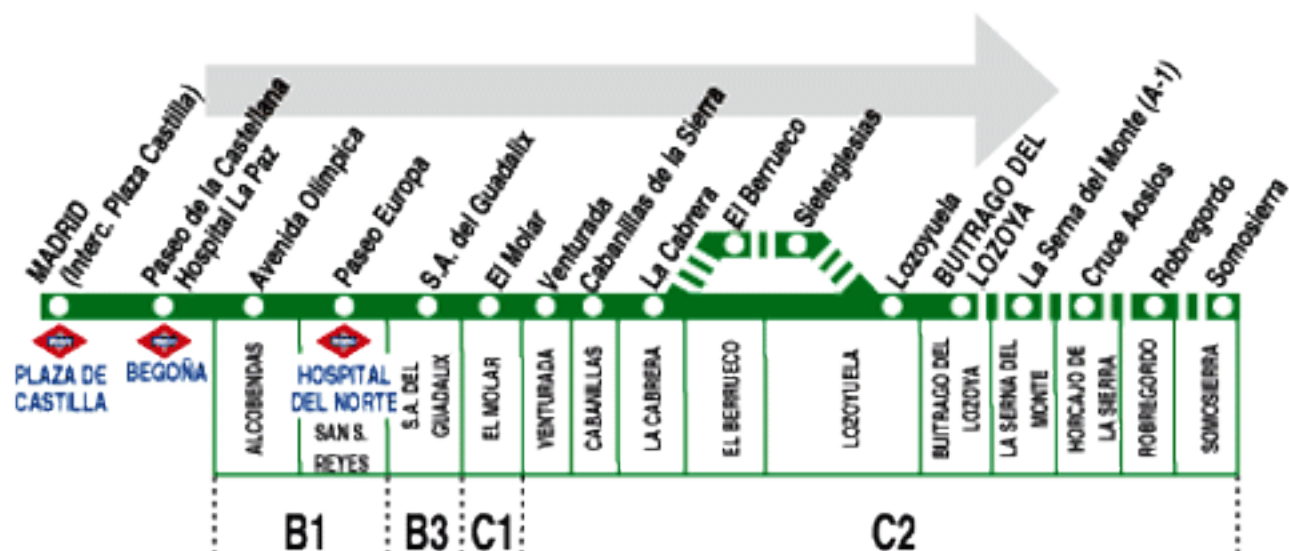 MADRID
(Interc. Plaza Castilla)
Paseo de la Castellana
Hospital La Paz
Avenida Olímpica
Paseo Europa
S.A. del Guadalix
El Molar
Venturada
Cabanillas de la Sierra
La Cabrera
El Berrueco
Sieteiglesias
Lozoyuela
BUITRAGO DEL
LOZOYA
La Serna del Monte (A-1)
Cruce Aoslos
Robregordo
Somosierra
PLAZA DE
CASTILLA
BEGOÑA
ALCOBENDAS
HOSPITAL
DEL NORTE
SAN S.
REYES
S.A. DEL
GUADALIX
EL MOLAR
VENTURADA
CABANILLAS
LA CABRERA
EL BERRUECO
LOZOYUELA
BUITRAGO DEL
LOZOYA
LA SERNA DEL
MONTE
HORCAJO DE
LA SIERRA
ROBREGORDO
SOMOSIERRA
B1
B3
C1
C2